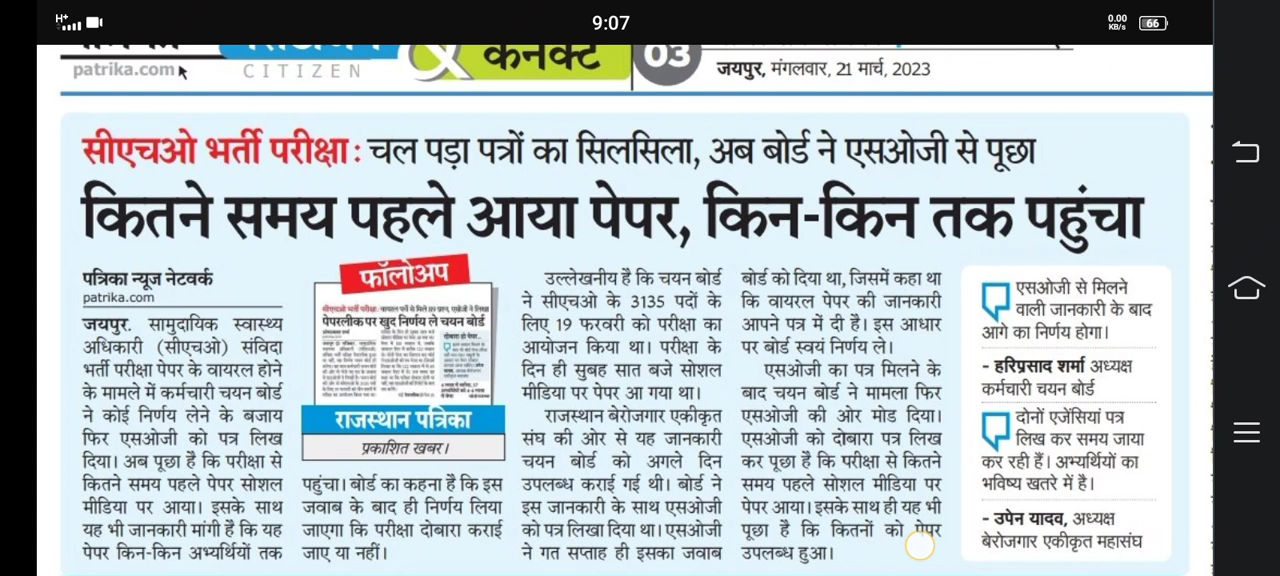 H+
9:07
0.00
KB/s
66
patrika.com
CITIZEN
&
कनेक्ट
03
जयपुर, मंगलवार, 21 मार्च, 2023
सीएचओ भर्ती परीक्षा: चल पड़ा पत्रों का सिलसिला, अब बोर्ड ने एसओजी से पूछा
कितने समय पहले आया पेपर, किन-किन तक पहुंचा
पत्रिका न्यूज नेटवर्क
patrika.com
जयपुर. सामुदायिक स्वास्थ्य
अधिकारी (सीएचओ) संविदा
भर्ती परीक्षा पेपर के वायरल होने
के मामले में कर्मचारी चयन बोर्ड
ने कोई निर्णय लेने के बजाय
फिर एसओजी को पत्र लिख
दिया। अब पूछा है कि परीक्षा से
कितने समय पहले पेपर सोशल
मीडिया पर आया। इसके साथ
यह भी जानकारी मांगी है कि यह
पेपर किन-किन अभ्यर्थियों तक
फॉलोअप
पेपरलीक पर खुद निर्णय ले चयन बोर्ड
राजस्थान पत्रिका
प्रकाशित खबर।
पहुंचा। बोर्ड का कहना है कि इस
जवाब के बाद ही निर्णय लिया
जाएगा कि परीक्षा दोबारा कराई
जाए या नहीं।
उल्लेखनीय है कि चयन बोर्ड
ने सीएचओ के 3135 पदों के
लिए 19 फरवरी को परीक्षा का
आयोजन किया था। परीक्षा के
दिन ही सुबह सात बजे सोशल
मीडिया पर पेपर आ गया था।
राजस्थान बेरोजगार एकीकृत
संघ की ओर से यह जानकारी
चयन बोर्ड को अगले दिन
उपलब्ध कराई गई थी। बोर्ड ने
इस जानकारी के साथ एसओजी
को पत्र लिखा दिया था। एसओजी
ने गत सप्ताह ही इसका जवाब
बोर्ड को दिया था, जिसमें कहा था
कि वायरल पेपर की जानकारी
आपने पत्र में दी है। इस आधार
पर बोर्ड स्वयं निर्णय ले।
एसओजी का पत्र मिलने के
बाद चयन बोर्ड ने मामला फिर
एसओजी की ओर मोड दिया।
एसओजी को दोबारा पत्र लिख
कर पूछा है कि परीक्षा से कितने
समय पहले सोशल मीडिया पर
पेपर आया। इसके साथ ही यह भी
पूछा है कि कितनों को पेपर
उपलब्ध हुआ।
एसओजी से मिलने
वाली जानकारी के बाद
आगे का निर्णय होगा।
- हरिप्रसाद शर्मा अध्यक्ष
कर्मचारी चयन बोर्ड
दोनों एजेंसियां पत्र
लिख कर समय जाया
कर रही हैं। अभ्यर्थियों का
भविष्य खतरे में है।
- उपेन यादव, अध्यक्ष
बेरोजगार एकीकृत महासंघ